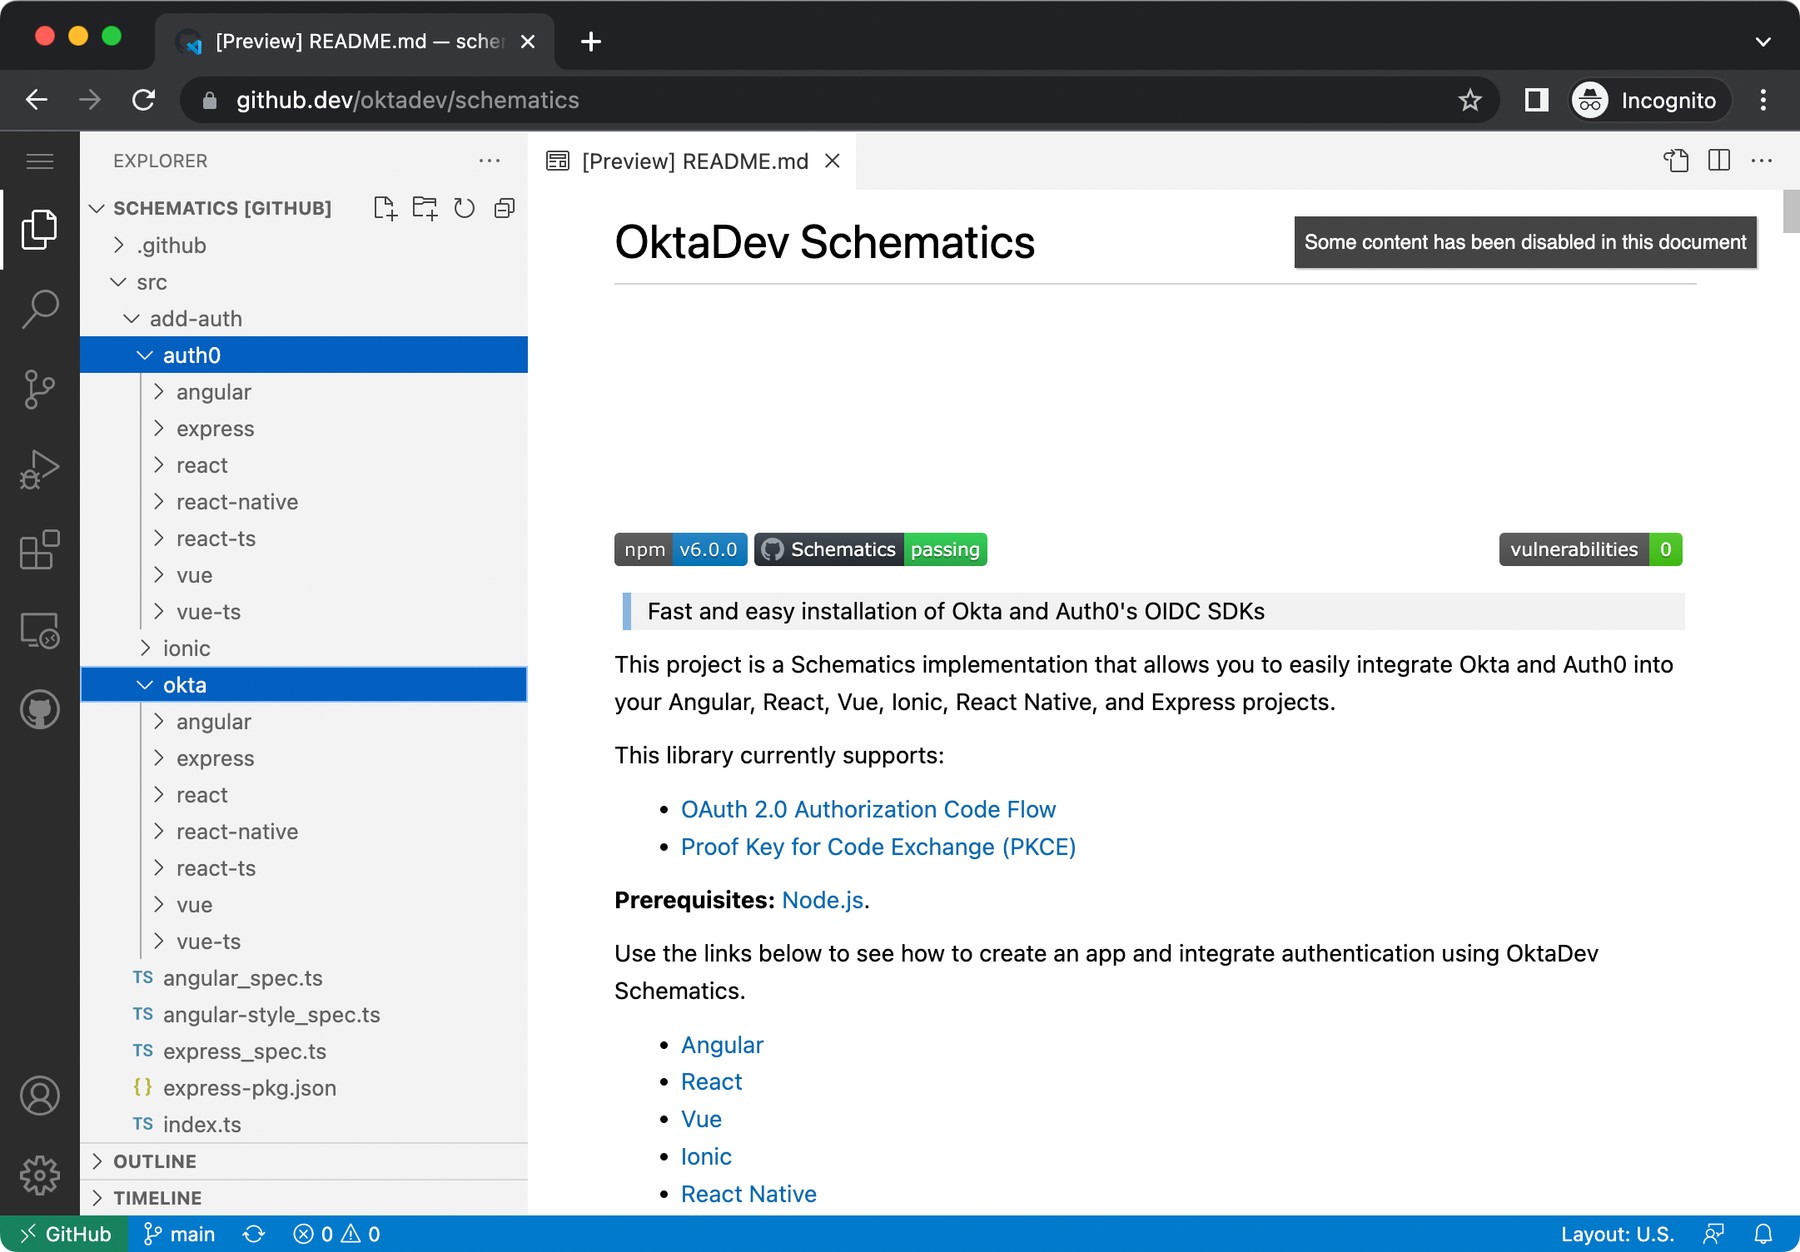 [Preview] README.md — sche
github.dev/oktadev/schematics
Incognito
EXPLORER
SCHEMATICS [GITHUB]
.github
src
add-auth
auth0
angular
express
react
react-native
react-ts
vue
vue-ts
ionic
okta
angular
express
react
react-native
react-ts
vue
vue-ts
TS angular_spec.ts
TS angular-style_spec.ts
TS express_spec.ts
{} express-pkg.json
TS index.ts
OUTLINE
TIMELINE
[Preview] README.md
OktaDev Schematics
Some content has been disabled in this document
npm v6.0.0 Schematics passing
vulnerabilities 0
Fast and easy installation of Okta and Auth0's OIDC SDKs
This project is a Schematics implementation that allows you to easily integrate Okta and Auth0 into
your Angular, React, Vue, Ionic, React Native, and Express projects.
This library currently supports:
• OAuth 2.0 Authorization Code Flow
• Proof Key for Code Exchange (PKCE)
Prerequisites: Node.js.
Use the links below to see how to create an app and integrate authentication using OktaDev
Schematics.
• Angular
• React
• Vue
• Ionic
• React Native
GitHub main 0 0
Layout: U.S.